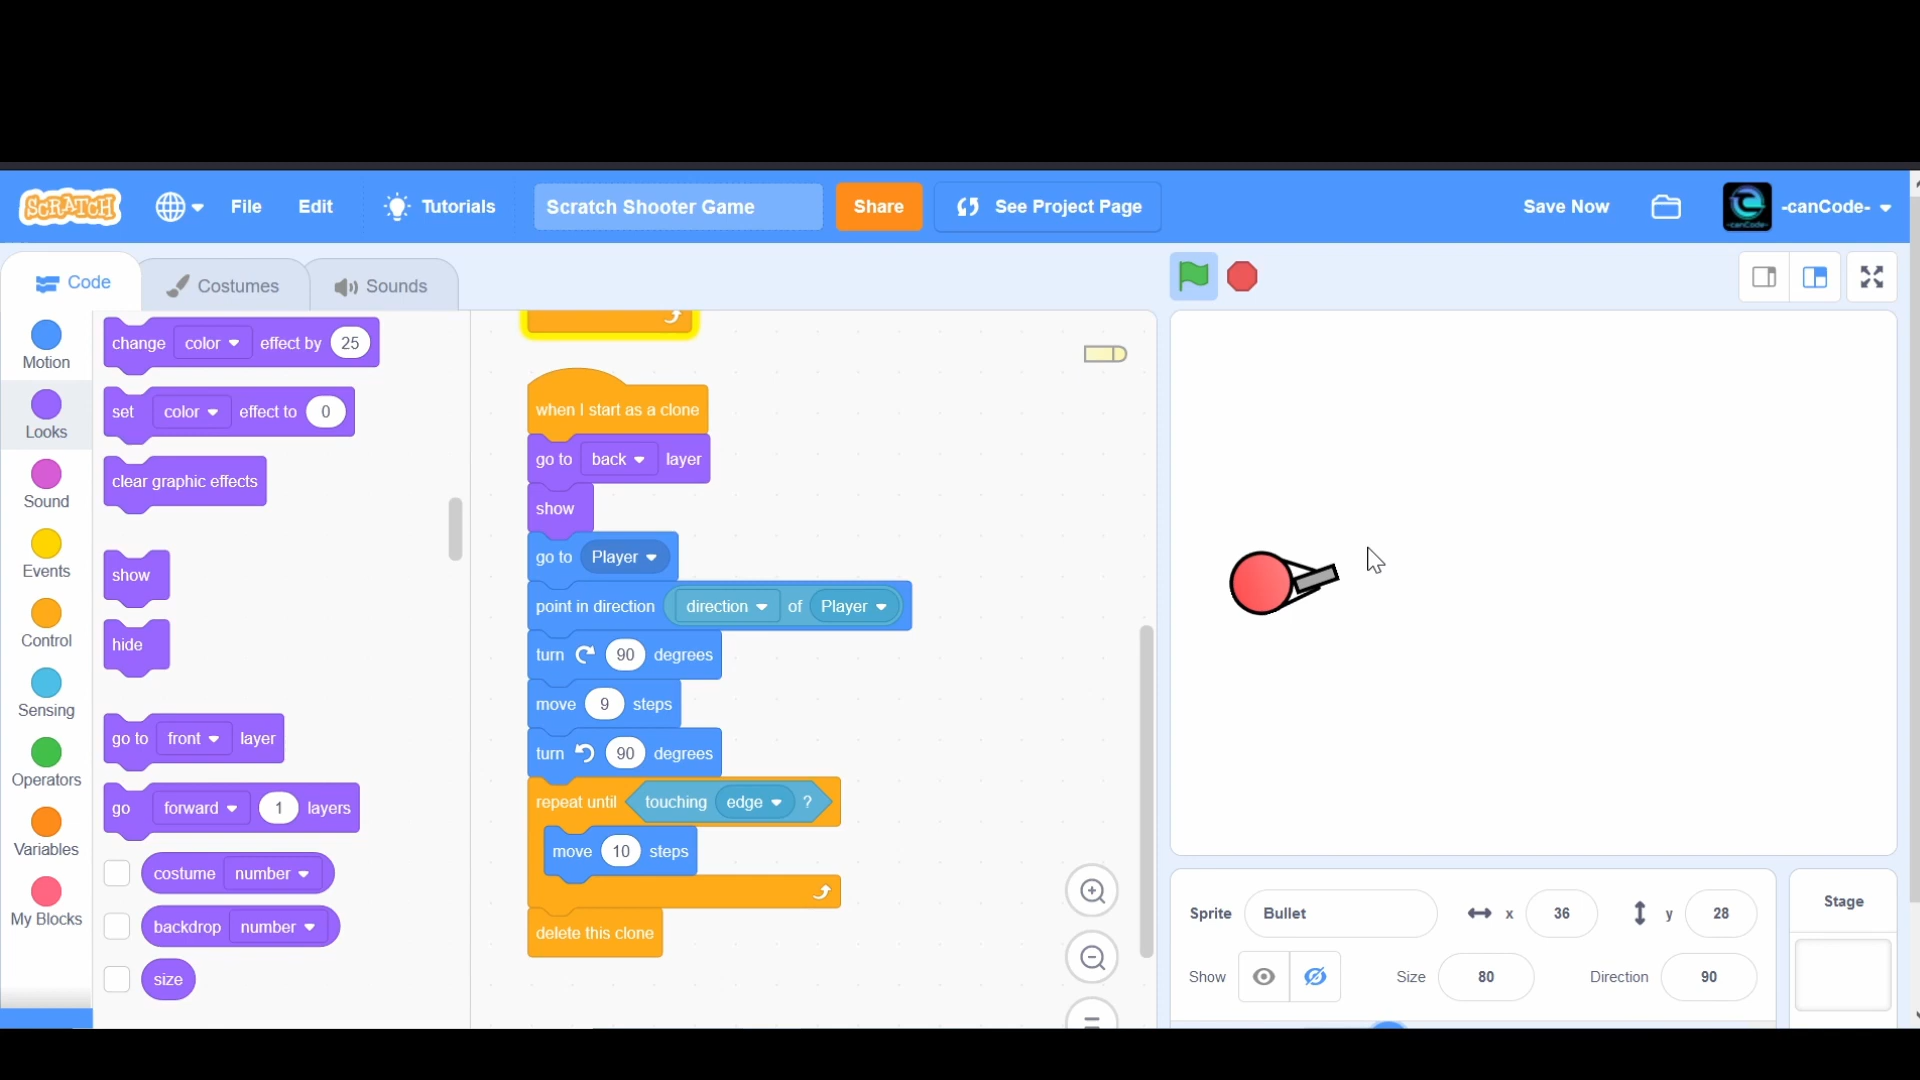 SCRATCH File Edit Tutorials Scratch Shooter Game Share See Project Page Save Now -canCode-
Code Costumes Sounds
Motion
Looks
Sound
Events
Control
Sensing
Operators
Variables
My Blocks
change color effect by 25
set color effect to 0
clear graphic effects
show
hide
go to front layer
go forward 1 layers
costume number
backdrop number
size
when I start as a clone
go to back layer
show
go to Player
point in direction direction of Player
turn 90 degrees
move 9 steps
turn 90 degrees
repeat until touching edge ?
move 10 steps
delete this clone
Sprite Bullet x 36 y 28
Show Size 80 Direction 90
Stage